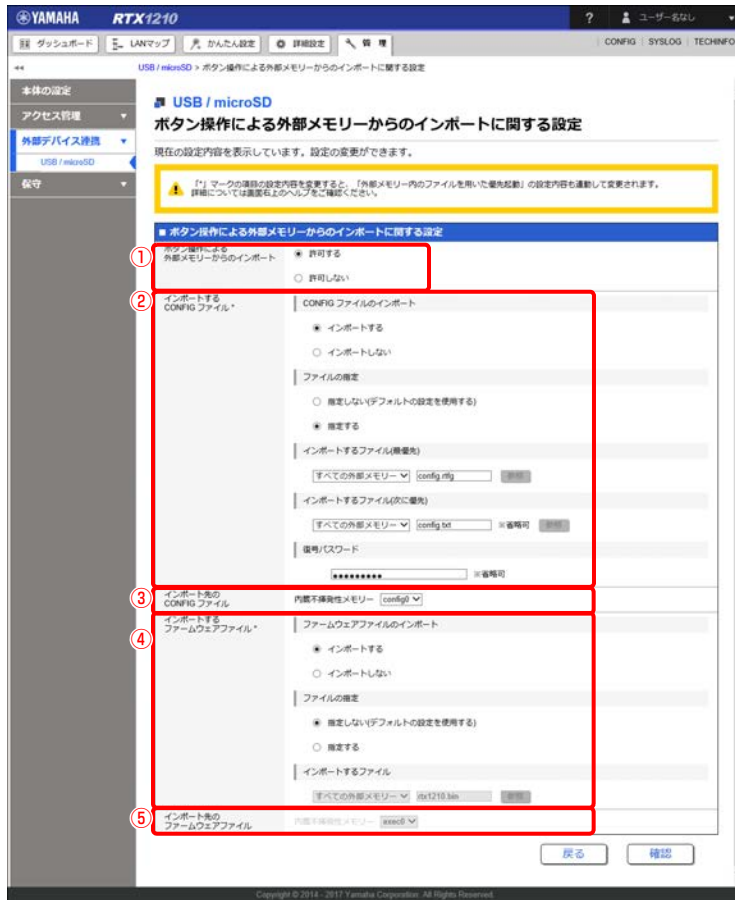 YAMAHA RTX1210 ? ユーザー名なし
ダッシュボード LANマップ かんたん設定 詳細設定 管 理 CONFIG SYSLOG TECHINFO
USB / microSD > ボタン操作による外部メモリーからのインポートに関する設定
本体の設定
アクセス管理
外部デバイス連携
USB / microSD
保守
USB / microSD
ボタン操作による外部メモリーからのインポートに関する設定
現在の設定内容を表示しています。設定の変更ができます。
「*」マークの項目の設定内容を変更すると、「外部メモリー内のファイルを用いた優先起動」の設定内容も連動して変更されます。
詳細については画面右上のヘルプをご確認ください。
■ ボタン操作による外部メモリーからのインポートに関する設定
①
ボタン操作による
外部メモリーからのインポート
許可する
許可しない
②
インポートする
CONFIG ファイル *
CONFIG ファイルのインポート
インポートする
インポートしない
ファイルの指定
指定しない(デフォルトの設定を使用する)
指定する
インポートするファイル(最優先)
すべての外部メモリー config.rtfg 参照
インポートするファイル(次に優先)
すべての外部メモリー config.txt ※省略可 参照
復号パスワード
●●●●●●●●● ※省略可
③
インポート先の
CONFIG ファイル
内蔵不揮発性メモリー config0
④
インポートする
ファームウェアファイル *
ファームウェアファイルのインポート
インポートする
インポートしない
ファイルの指定
指定しない(デフォルトの設定を使用する)
指定する
インポートするファイル
すべての外部メモリー rtx1210.bin 参照
⑤
インポート先の
ファームウェアファイル
内蔵不揮発性メモリー exec0
戻る 確認
Copyright © 2014 - 2017 Yamaha Corporation. All Rights Reserved.